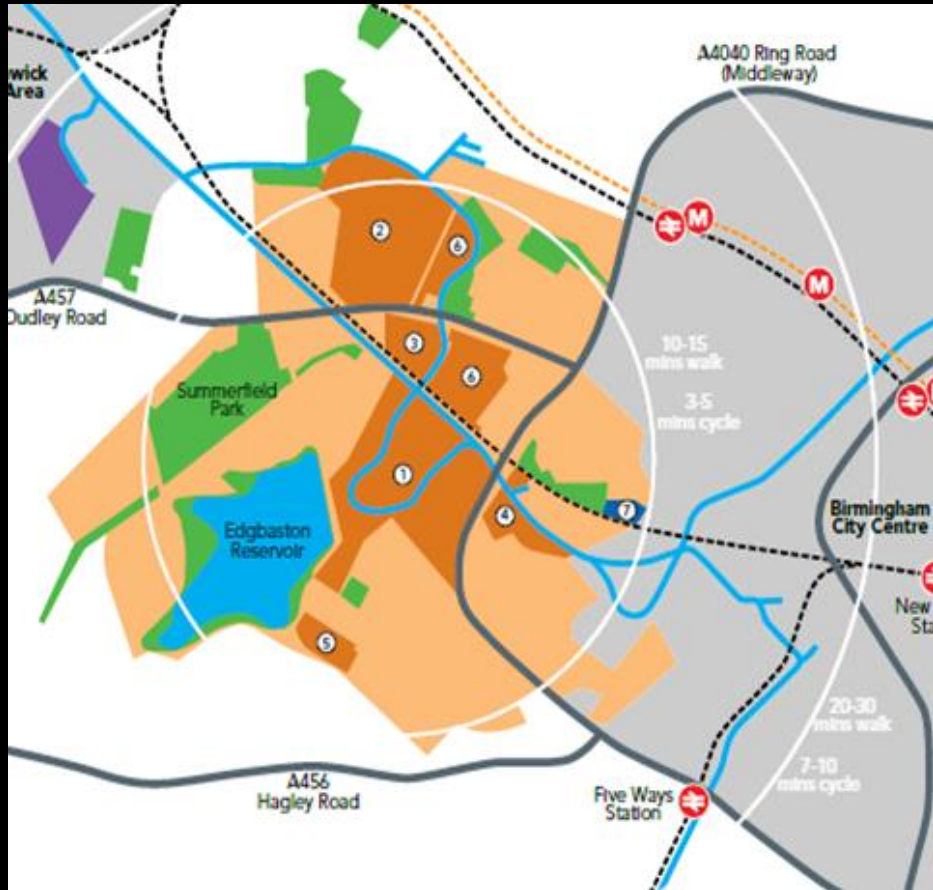 A4040 Ring Road
(Middleway)
wick
Area
M
2
6
M
A457
Dudley Road
3
10-15
mins walk
6
Summerfield
Park
3-5
mins cycle
1
Edgbaston
Reservoir
4
7
Birmingham
City Centre
New
Sta
5
20-30
mins walk
A456
Hagley Road
7-10
mins cycle
Five Ways
Station